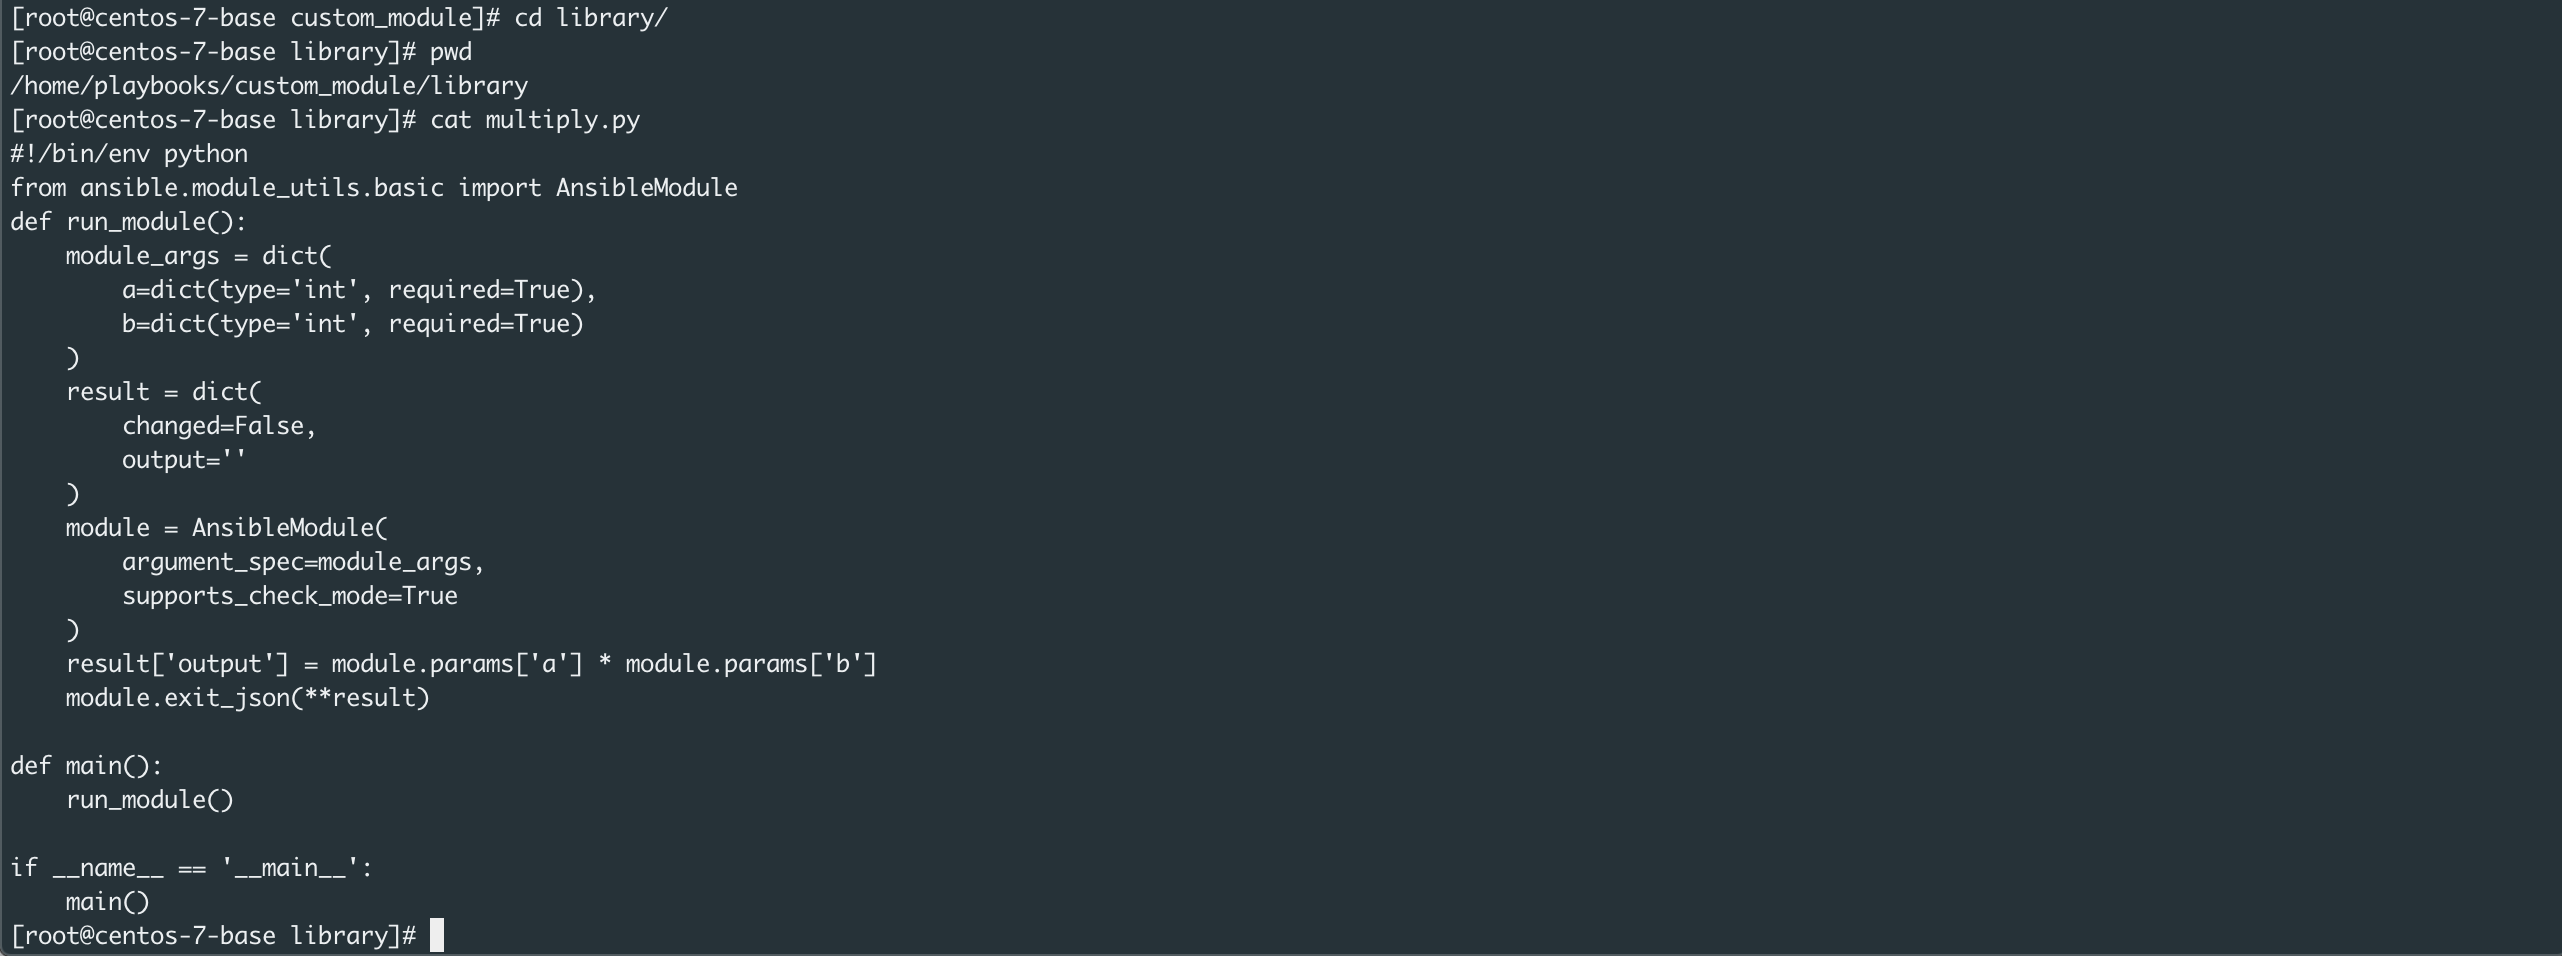 [root@centos-7-base custom_module]# cd library/
[root@centos-7-base library]# pwd
/home/playbooks/custom_module/library
[root@centos-7-base library]# cat multiply.py
#!/bin/env python
from ansible.module_utils.basic import AnsibleModule
def run_module():
    module_args = dict(
        a=dict(type='int', required=True),
        b=dict(type='int', required=True)
    )
    result = dict(
        changed=False,
        output=''
    )
    module = AnsibleModule(
        argument_spec=module_args,
        supports_check_mode=True
    )
    result['output'] = module.params['a'] * module.params['b']
    module.exit_json(**result)

def main():
    run_module()

if __name__ == '__main__':
    main()
[root@centos-7-base library]#